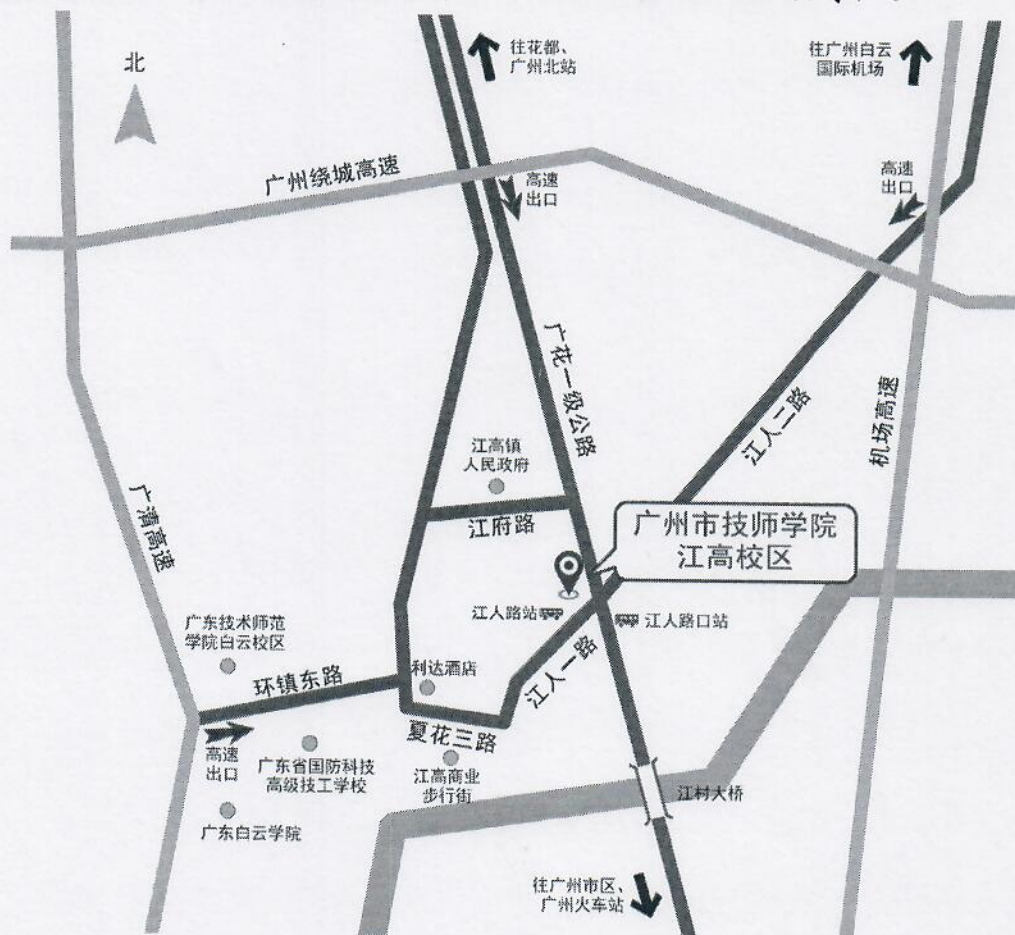 北
往花都、
广州北站
往广州白云
国际机场
广州绕城高速
高速
出口
高速
出口
广花一级公路
江人二路
机场高速
江高镇
人民政府
广清高速
江府路
广州市技师学院
江高校区
江人路站
江人路口站
广东技术师范
学院白云校区
环镇东路
利达酒店
江人一路
夏花三路
高速
出口
广东省国防科技
高级技工学校
江高商业
步行街
江村大桥
广东白云学院
往广州市区、
广州火车站